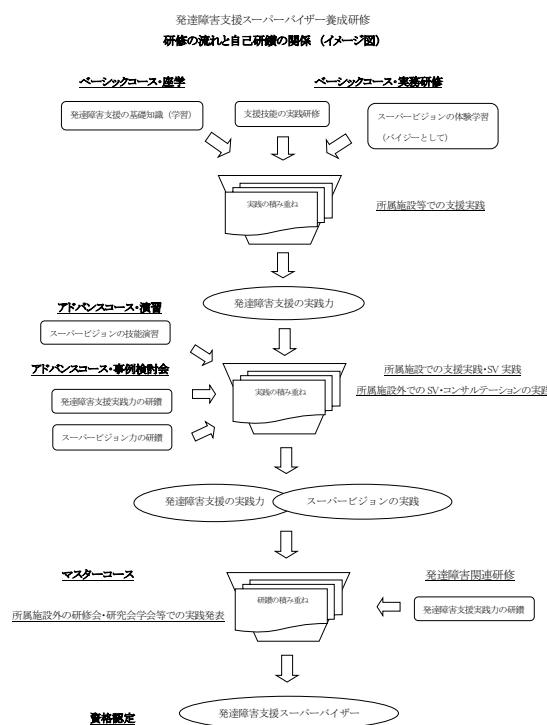 発達障害支援スーパーバイザー養成研修
研修の流れと自己研鑽の関係 （イメージ図）
ベーシックコース・座学
ベーシックコース・実務研修
発達障害支援の基礎知識（学習）
支援技能の実践研修
スーパービジョンの体験学習
（バイジーとして）
実践の積み重ね
所属施設等での支援実践
発達障害支援の実践力
アドバンスコース・演習
スーパービジョンの技能演習
アドバンスコース・事例検討会
所属施設での支援実践・SV 実践
所属施設外での SV・コンサルテーションの実践
実践の積み重ね
発達障害支援実践力の研鑽
スーパービジョン力の研鑽
発達障害支援の実践力
スーパービジョンの実践
マスターコース
発達障害関連研修
研鑽の積み重ね
所属施設外の研修会・研究会学会等での実践発表
発達障害支援実践力の研鑽
資格認定
発達障害支援スーパーバイザー